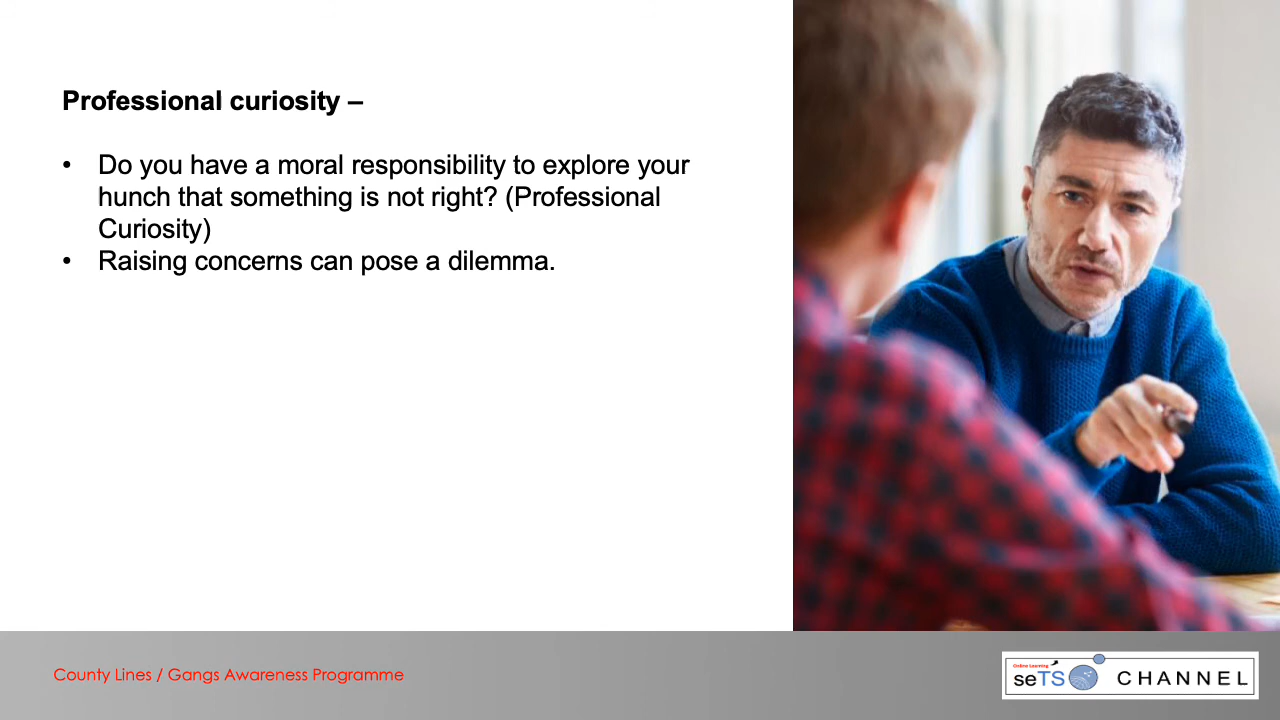 Professional curiosity –
• Do you have a moral responsibility to explore your
hunch that something is not right? (Professional
Curiosity)
• Raising concerns can pose a dilemma.
County Lines / Gangs Awareness Programme
Online Learning
seTS CHANNEL